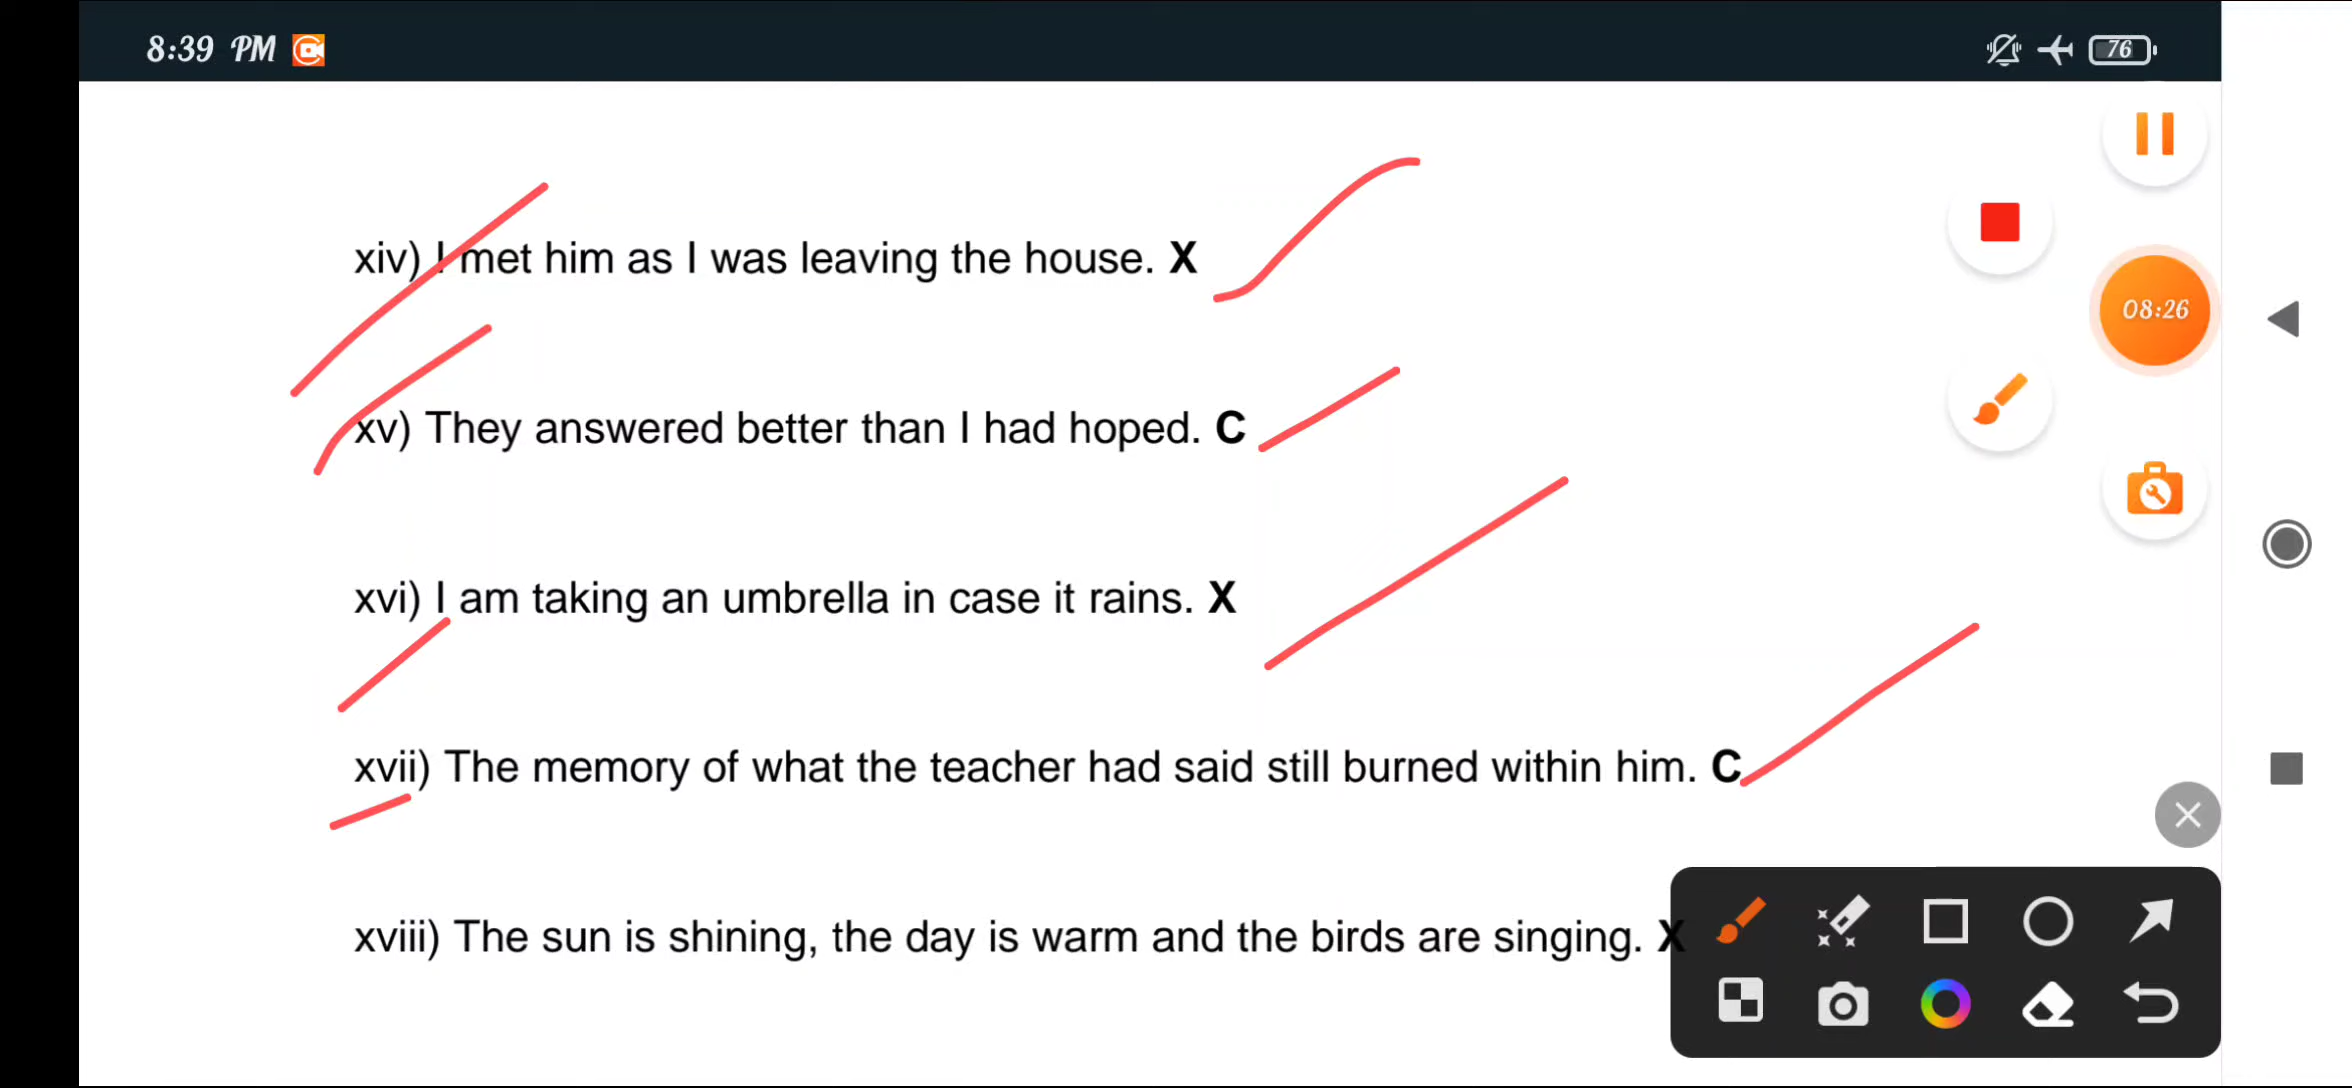 8:39 PM
76
xiv) I met him as I was leaving the house. X
08:26
xv) They answered better than I had hoped. C
xvi) I am taking an umbrella in case it rains. X
xvii) The memory of what the teacher had said still burned within him. C
xviii) The sun is shining, the day is warm and the birds are singing. X